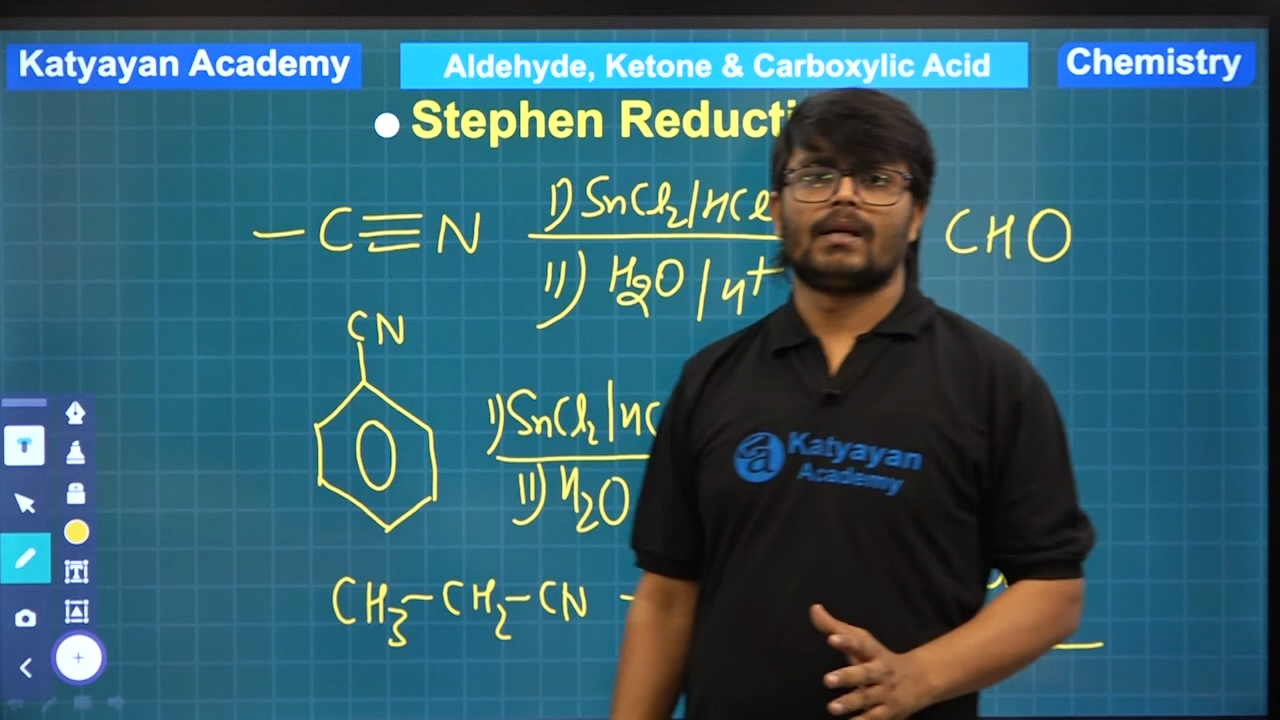 Katyayan Academy
Aldehyde, Ketone & Carboxylic Acid
Chemistry
Stephen Reducti
—C≡N
I) SnCl2/HCl
II) H2O/H+
CHO
CN
I) SnCl2/HC
II) H2O
CH3-CH2-CN
Katyayan
Academy